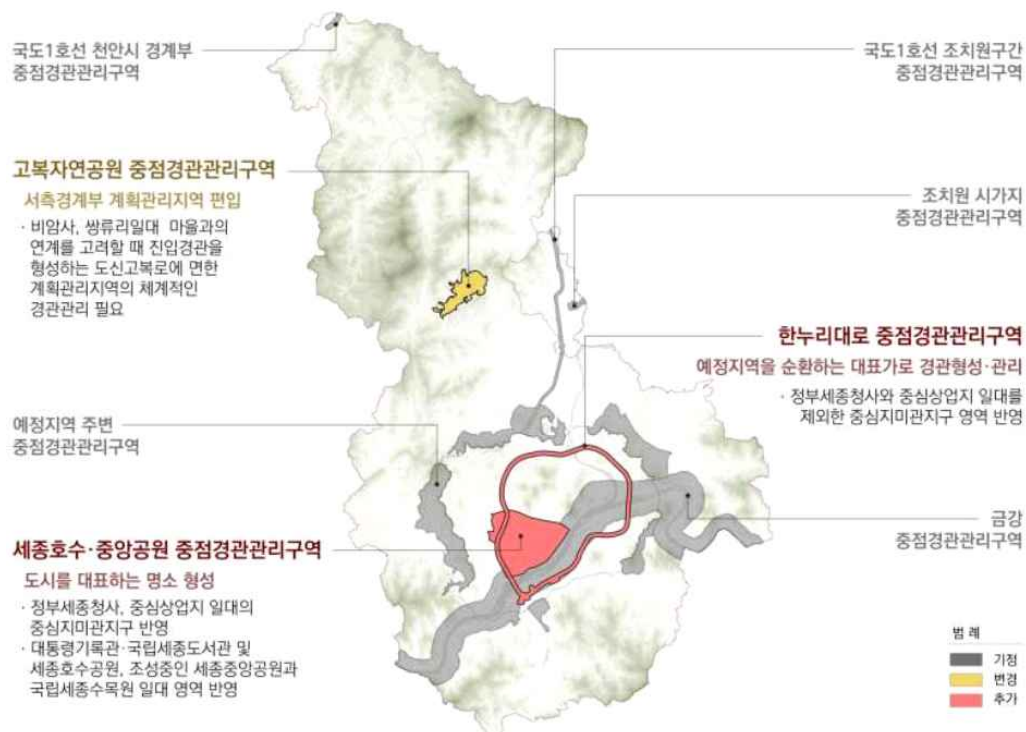 국도1호선 천안시 경계부
중점경관관리구역
국도1호선 조치원구간
중점경관관리구역
고복자연공원 중점경관관리구역
서측경계부 계획관리지역 편입
· 비암사, 쌍류리일대 마을과의
연계를 고려할 때 진입경관을
형성하는 도신고복로에 면한
계획관리지역의 체계적인
경관관리 필요
조치원 시가지
중점경관관리구역
한누리대로 중점경관관리구역
예정지역을 순환하는 대표가로 경관형성·관리
· 정부세종청사와 중심상업지 일대를
제외한 중심지미관지구 영역 반영
예정지역 주변
중점경관관리구역
금강
중점경관관리구역
세종호수·중앙공원 중점경관관리구역
도시를 대표하는 명소 형성
· 정부세종청사, 중심상업지 일대의
중심지미관지구 반영
· 대통령기록관·국립세종도서관 및
세종호수공원, 조성중인 세종중앙공원과
국립세종수목원 일대 영역 반영
범 례
기정
변경
추가